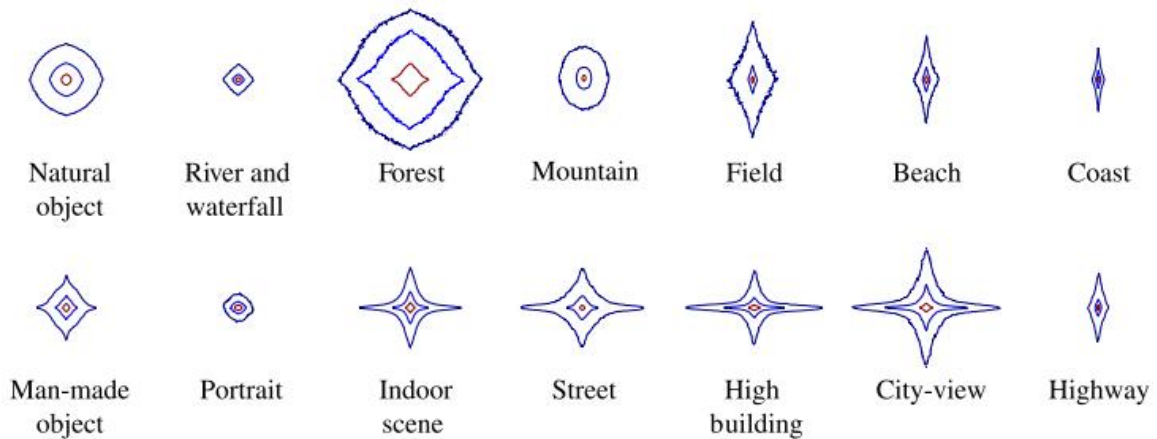 Natural object
River and waterfall
Forest
Mountain
Field
Beach
Coast
Man-made object
Portrait
Indoor scene
Street
High building
City-view
Highway